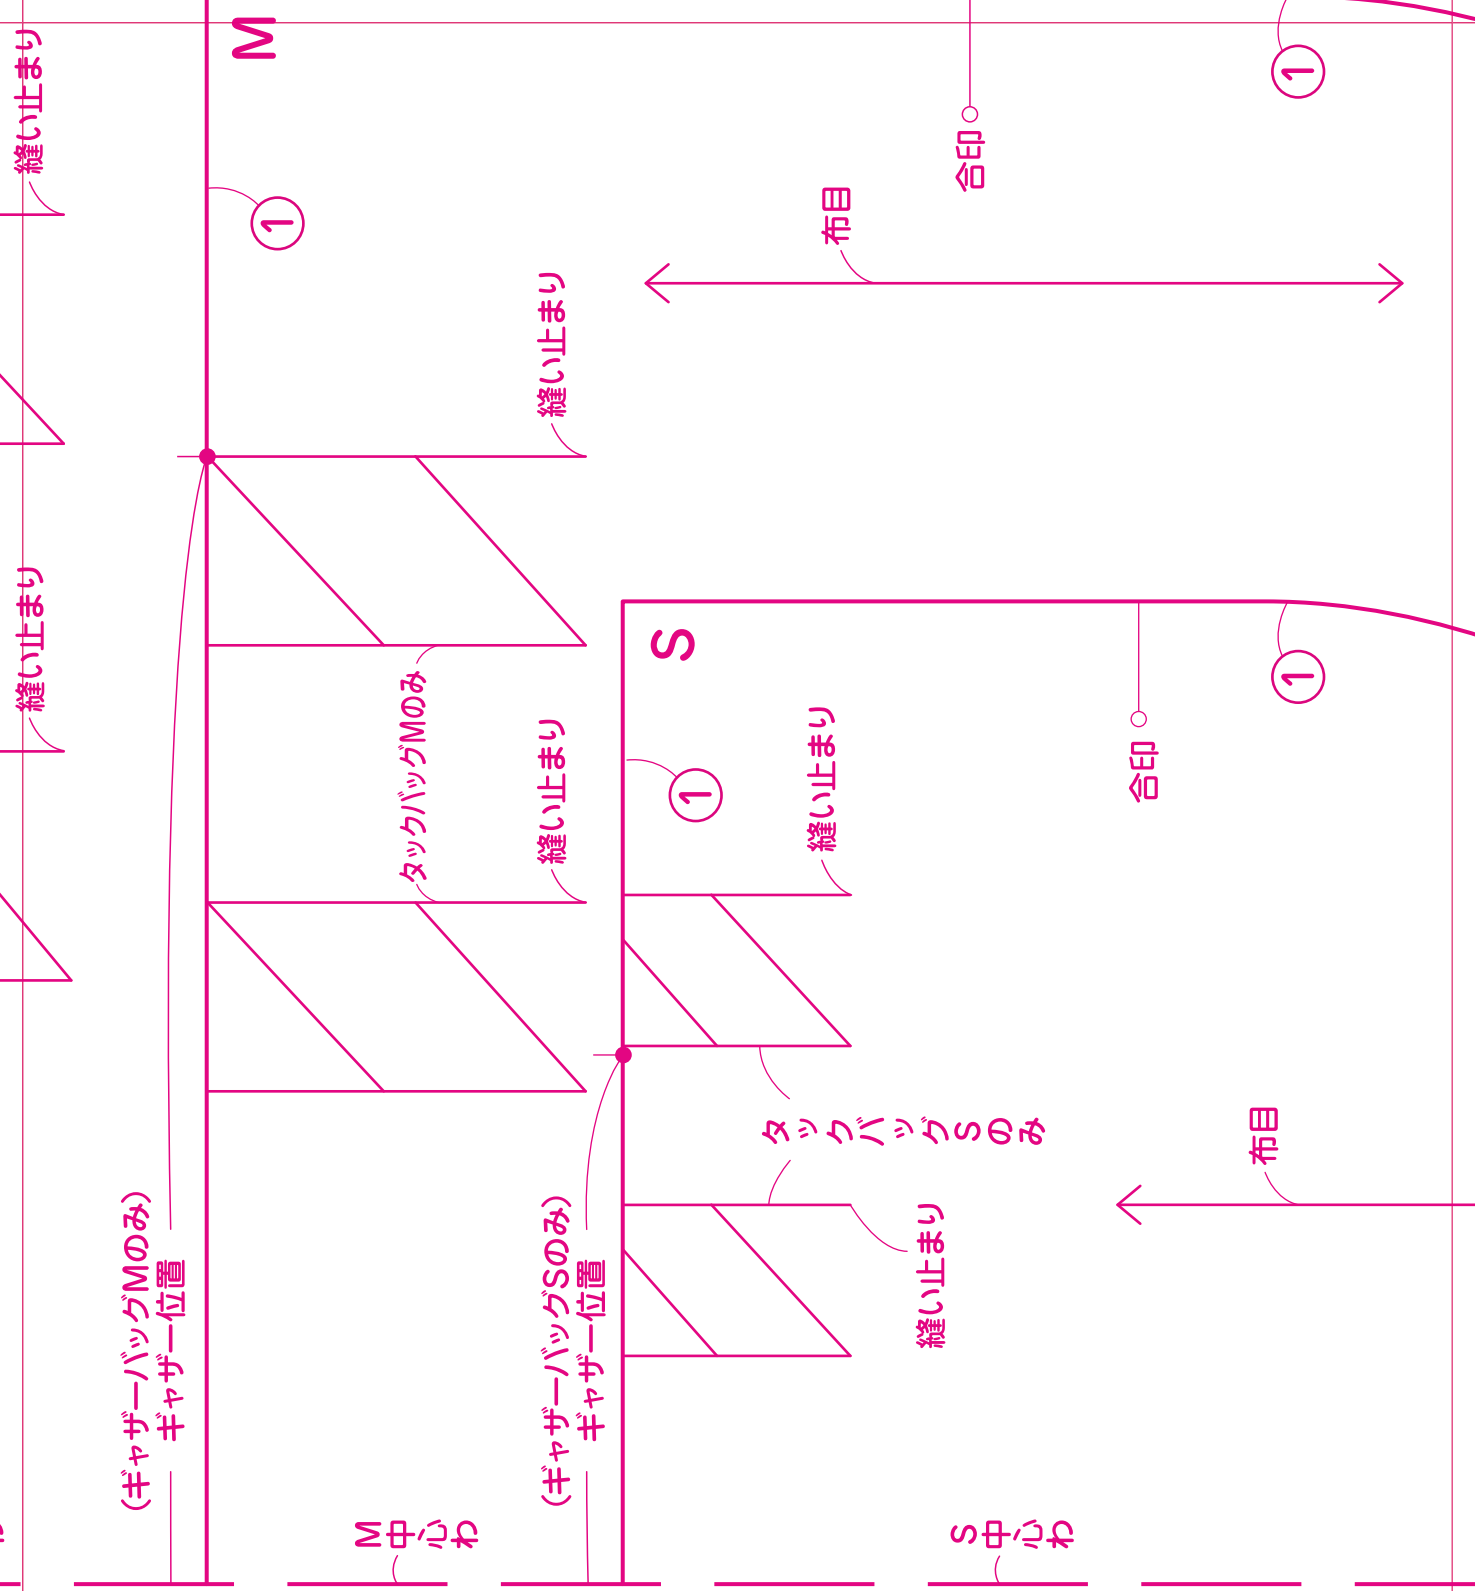 縫い止まり
縫い止まり
M
①
縫い止まり
タックバッグMのみ
縫い止まり
ギャザー位置
(ギャザーバッグMのみ)
M中心わ
合印
①
布目
S
①
縫い止まり
合印
①
タックバッグSのみ
縫い止まり
布目
ギャザー位置
(ギャザーバッグSのみ)
S中心わ